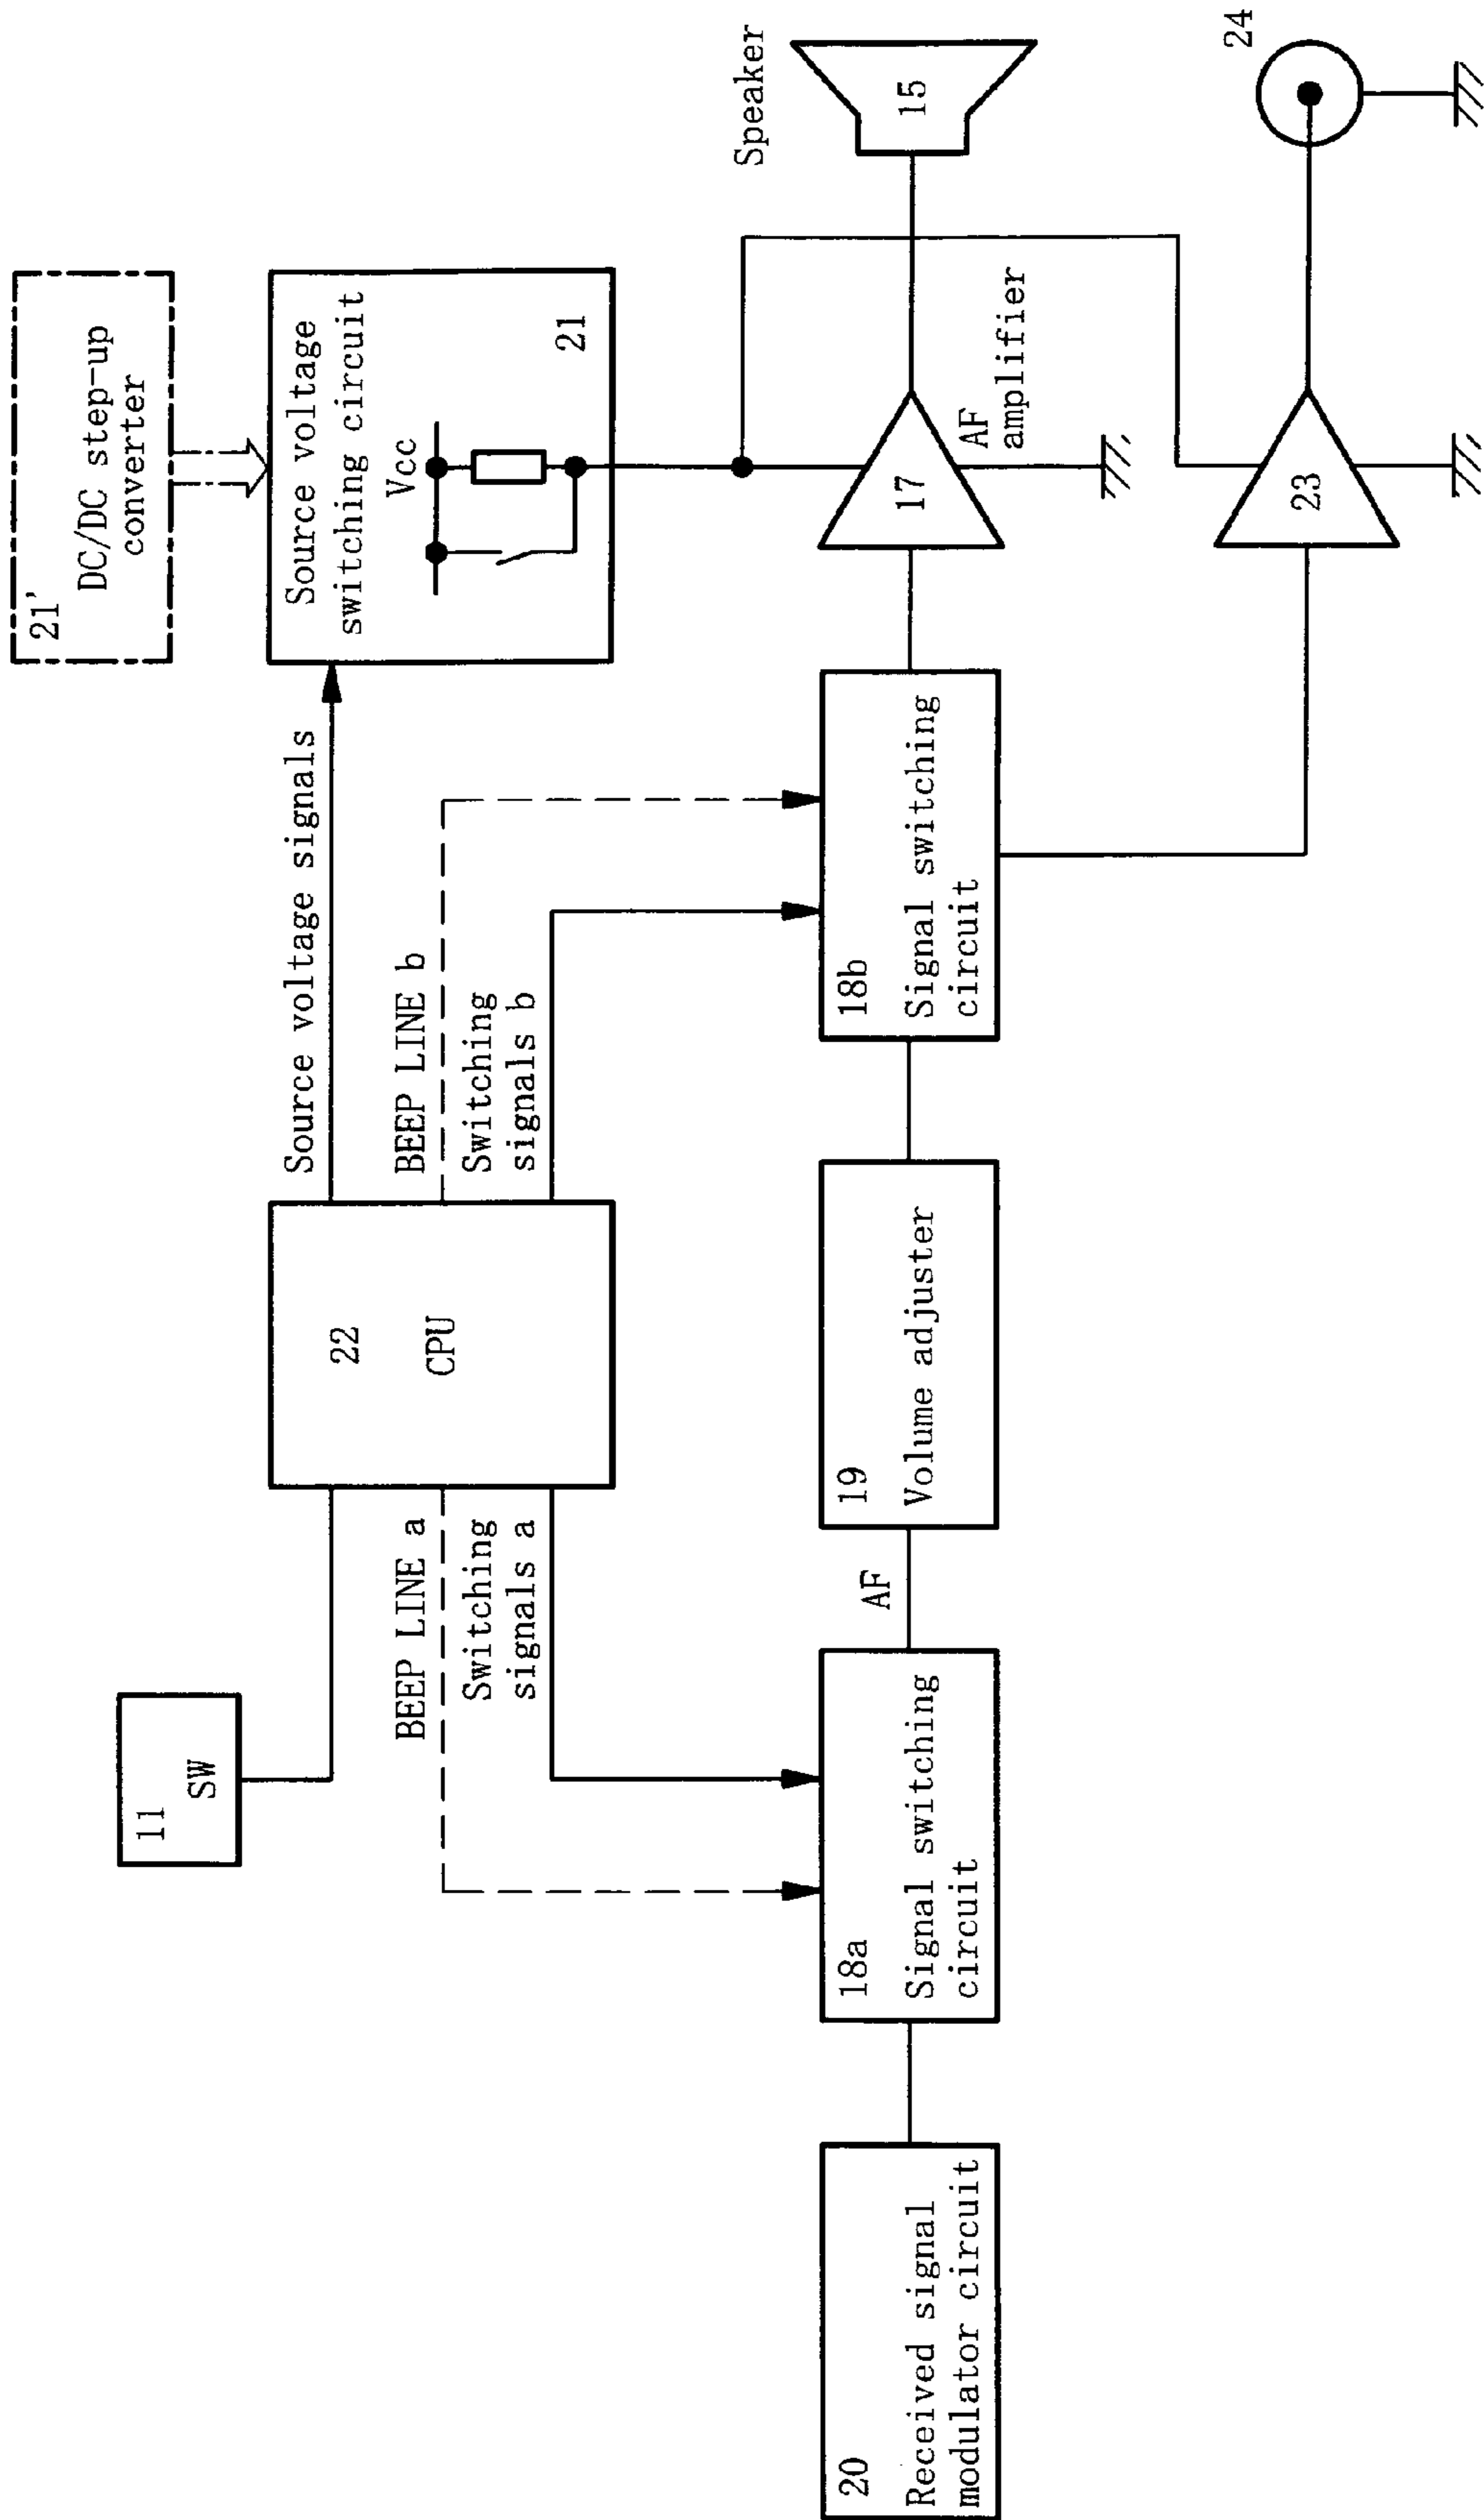 21'
DC/DC step-up
converter
11
SW
22
CPU
Source voltage signals
BEEP LINE a
Switching
signals a
BEEP LINE b
Switching
signals b
Source voltage
switching circuit
Vcc
21
20
Received signal
modulator circuit
18a
Signal switching
circuit
AF
19
Volume adjuster
18b
Signal switching
circuit
17
AF
amplifier
Speaker
15
23
24